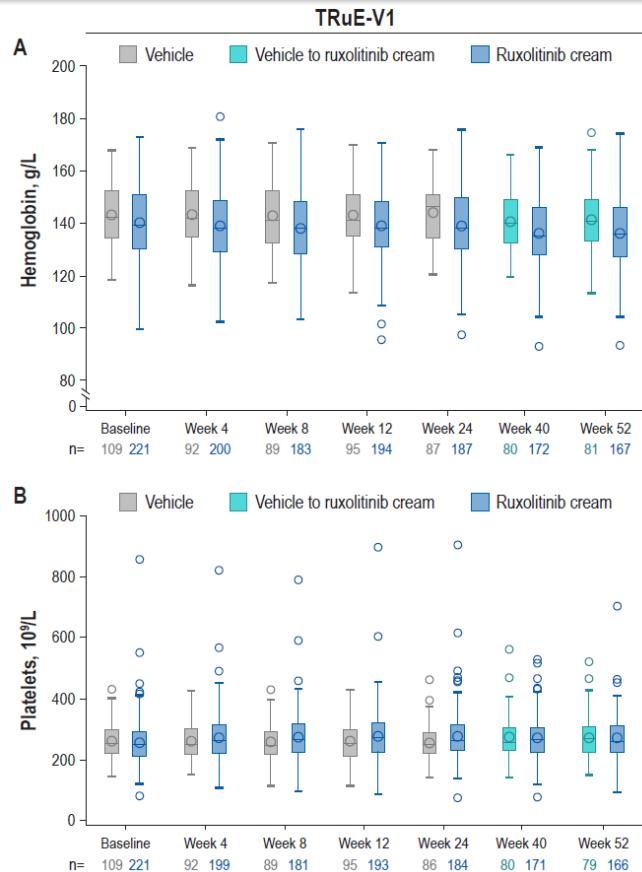 TRuE-V1
A
Vehicle Vehicle to ruxolitinib cream Ruxolitinib cream
Hemoglobin, g/L
200
180
160
140
120
100
80
0
Baseline Week 4 Week 8 Week 12 Week 24 Week 40 Week 52
n= 109 221 92 200 89 183 95 194 87 187 80 172 81 167
B
Vehicle Vehicle to ruxolitinib cream Ruxolitinib cream
Platelets, 10⁹/L
1000
800
600
400
200
0
Baseline Week 4 Week 8 Week 12 Week 24 Week 40 Week 52
n= 109 221 92 199 89 181 95 193 86 184 80 171 79 166